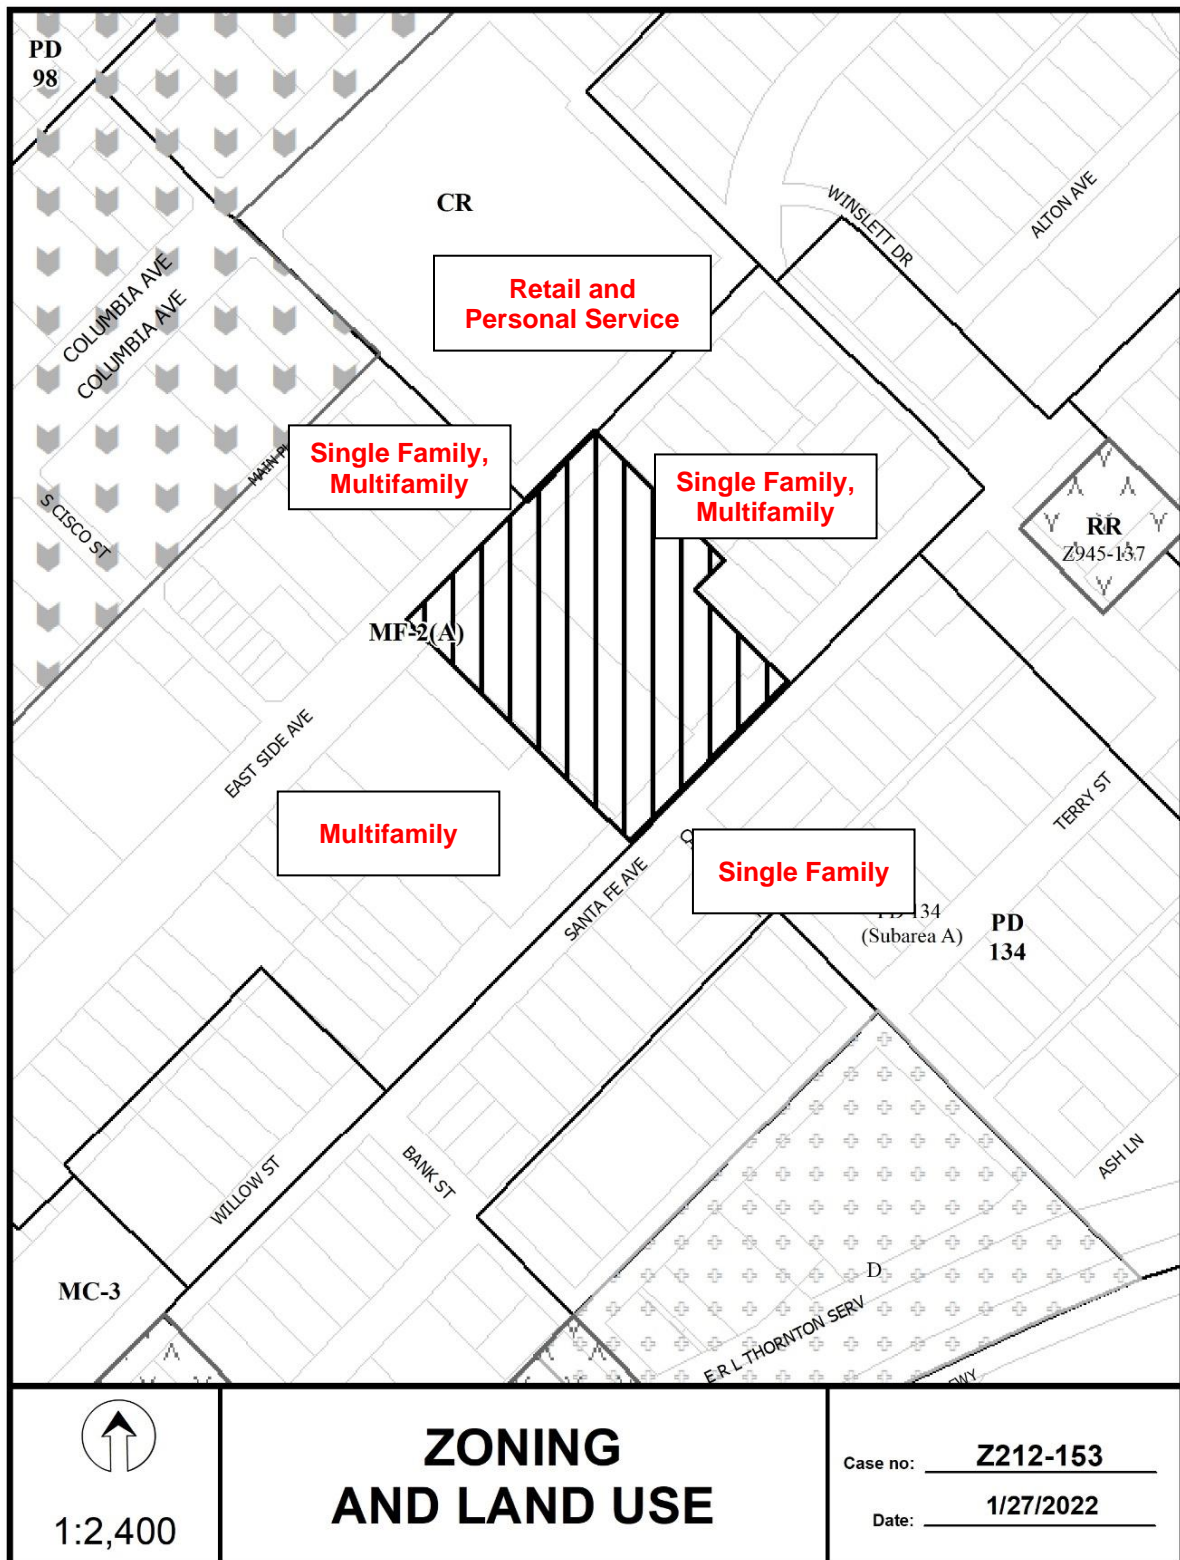 PD
98
CR
WINSLETT DR
ALTON AVE
COLUMBIA AVE
COLUMBIA AVE
Retail and
Personal Service
Single Family,
Multifamily
MAIN
Single Family,
Multifamily
S CISCO ST
RR
Z945-137
MF-2(A)
EAST SIDE AVE
Multifamily
TERRY ST
SANTA FE AVE
Single Family
134
(Subarea A)
PD
134
BANK ST
WILLOW ST
ASH LN
MC-3
D
E R L THORNTON SERV
1:2,400
ZONING
AND LAND USE
Case no: Z212-153
Date: 1/27/2022